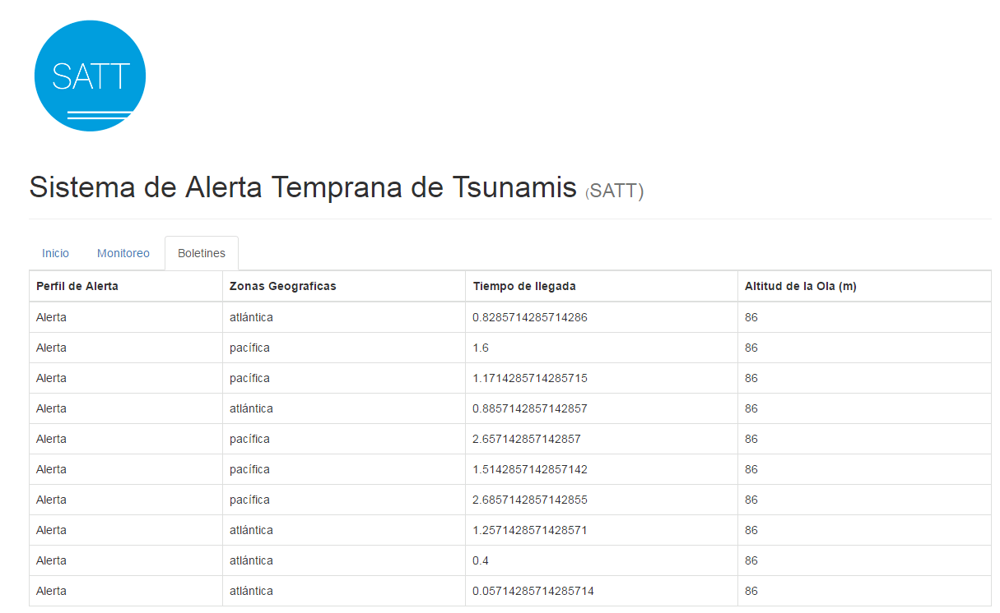 SATT
Sistema de Alerta Temprana de Tsunamis (SATT)
Inicio Monitoreo Boletines
Perfil de Alerta Zonas Geograficas Tiempo de llegada Altitud de la Ola (m)
Alerta atlántica 0.8285714285714286 86
Alerta pacífica 1.6 86
Alerta pacífica 1.1714285714285715 86
Alerta atlántica 0.8857142857142857 86
Alerta pacífica 2.657142857142857 86
Alerta pacífica 1.5142857142857142 86
Alerta pacífica 2.6857142857142855 86
Alerta atlántica 1.2571428571428571 86
Alerta atlántica 0.4 86
Alerta atlántica 0.05714285714285714 86